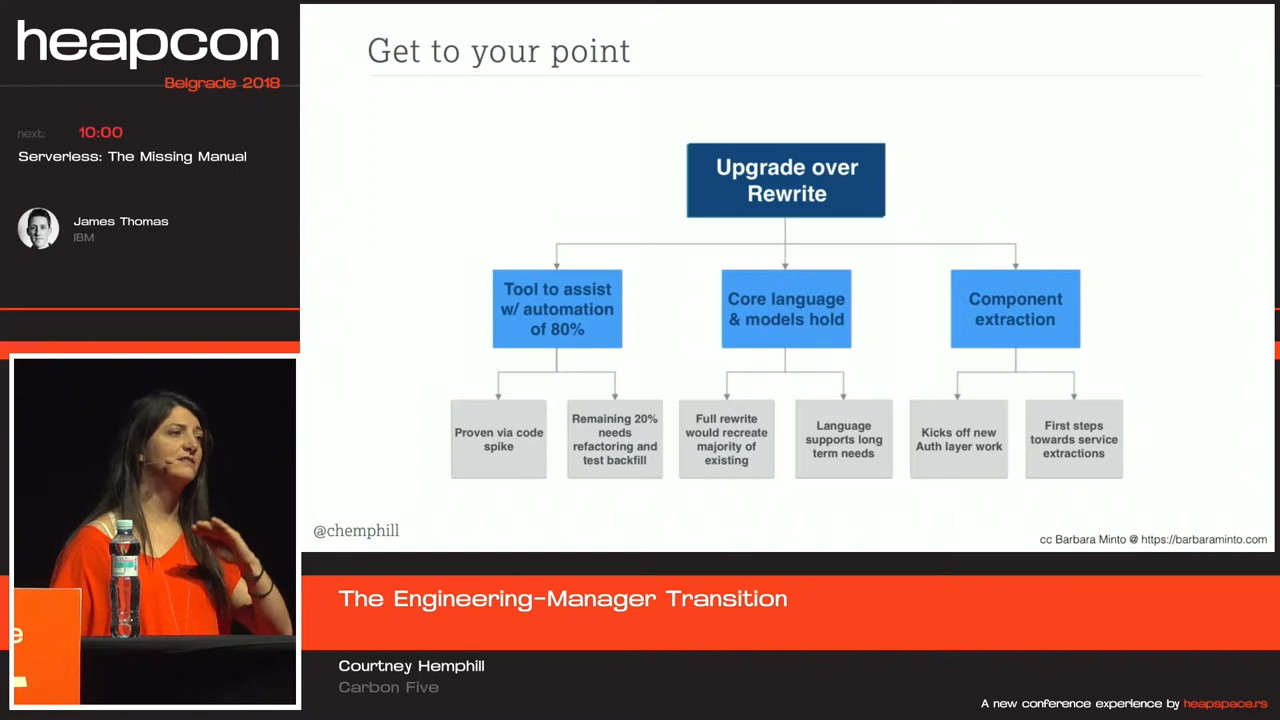 heapcon
Belgrade 2018
next: 10:00
Serverless: The Missing Manual
James Thomas
IBM
Get to your point
Upgrade over
Rewrite
Tool to assist
w/ automation
of 80%
Core language
& models hold
Component
extraction
Proven via code
spike
Remaining 20%
needs
refactoring and
test backfill
Full rewrite
would recreate
majority of
existing
Language
supports long
term needs
Kicks off new
Auth layer work
First steps
towards service
extractions
@chemphill
cc Barbara Minto @ https://barbaraminto.com
The Engineering-Manager Transition
Courtney Hemphill
Carbon Five
A new conference experience by heapspace.rs